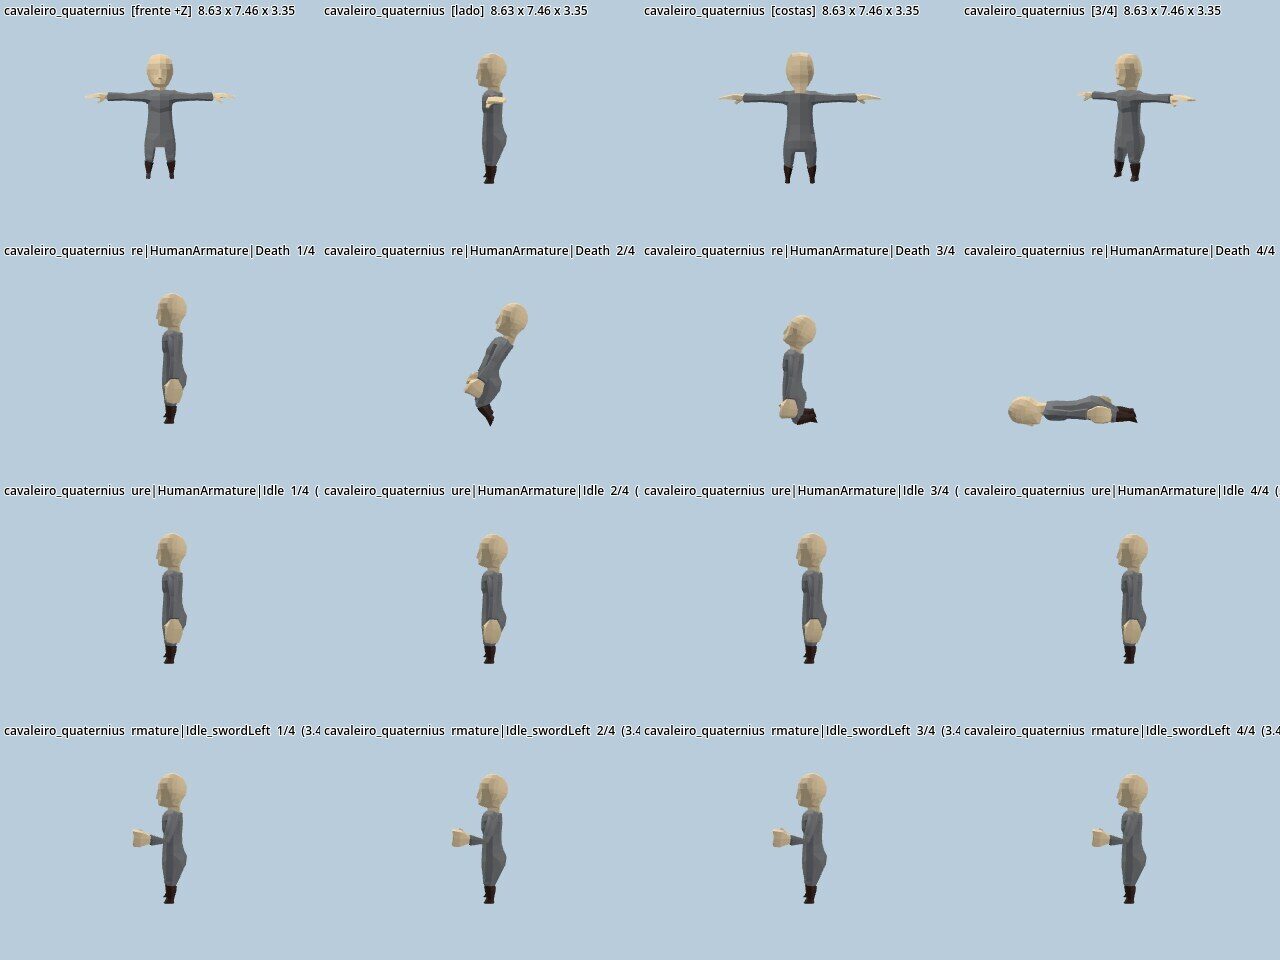 cavaleiro_quaternius [frente +Z] 8.63 x 7.46 x 3.35
cavaleiro_quaternius [lado] 8.63 x 7.46 x 3.35
cavaleiro_quaternius [costas] 8.63 x 7.46 x 3.35
cavaleiro_quaternius [3/4] 8.63 x 7.46 x 3.35
cavaleiro_quaternius re|HumanArmature|Death 1/4
cavaleiro_quaternius re|HumanArmature|Death 2/4
cavaleiro_quaternius re|HumanArmature|Death 3/4
cavaleiro_quaternius re|HumanArmature|Death 4/4
cavaleiro_quaternius ure|HumanArmature|Idle 1/4 (
cavaleiro_quaternius ure|HumanArmature|Idle 2/4 (
cavaleiro_quaternius ure|HumanArmature|Idle 3/4 (
cavaleiro_quaternius ure|HumanArmature|Idle 4/4 (
cavaleiro_quaternius rmature|Idle_swordLeft 1/4 (3.4
cavaleiro_quaternius rmature|Idle_swordLeft 2/4 (3.4
cavaleiro_quaternius rmature|Idle_swordLeft 3/4 (3.4
cavaleiro_quaternius rmature|Idle_swordLeft 4/4 (3.4